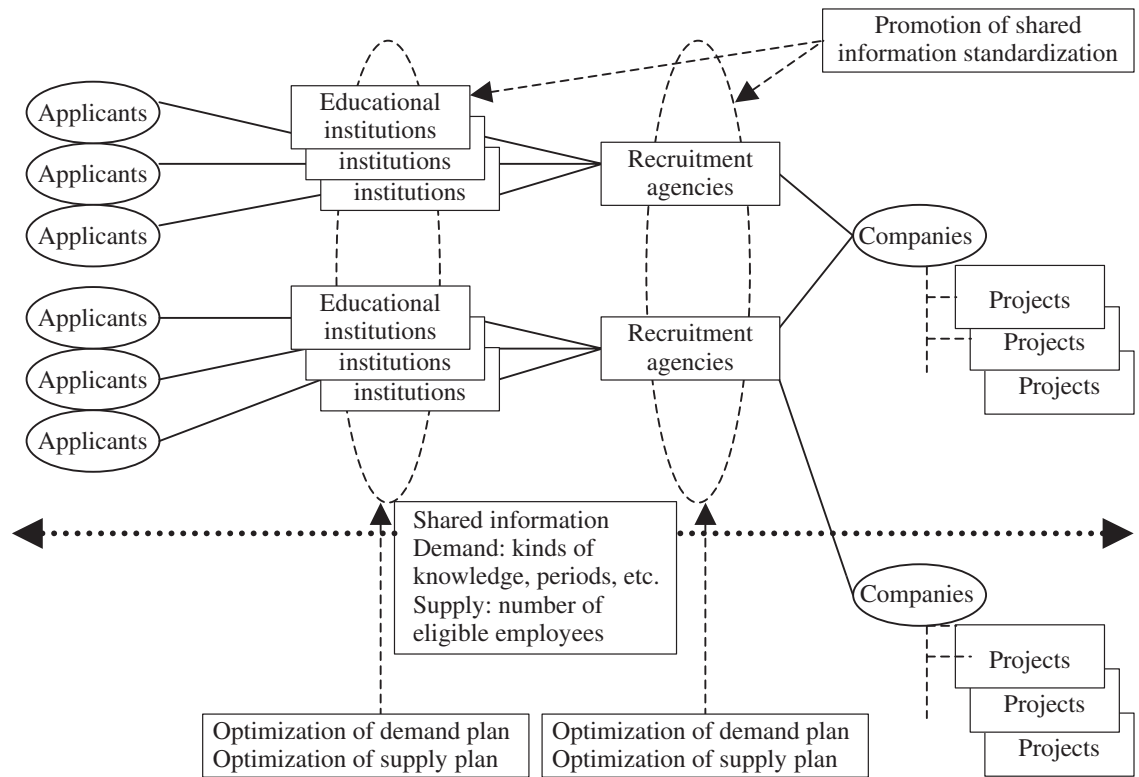 Promotion of shared
information standardization
Applicants
Applicants
Applicants
Educational
institutions
institutions
institutions
Recruitment
agencies
Companies
Projects
Projects
Projects
Applicants
Applicants
Applicants
Educational
institutions
institutions
institutions
Recruitment
agencies
Shared information
Demand: kinds of
knowledge, periods, etc.
Supply: number of
eligible employees
Companies
Projects
Projects
Projects
Optimization of demand plan
Optimization of supply plan
Optimization of demand plan
Optimization of supply plan